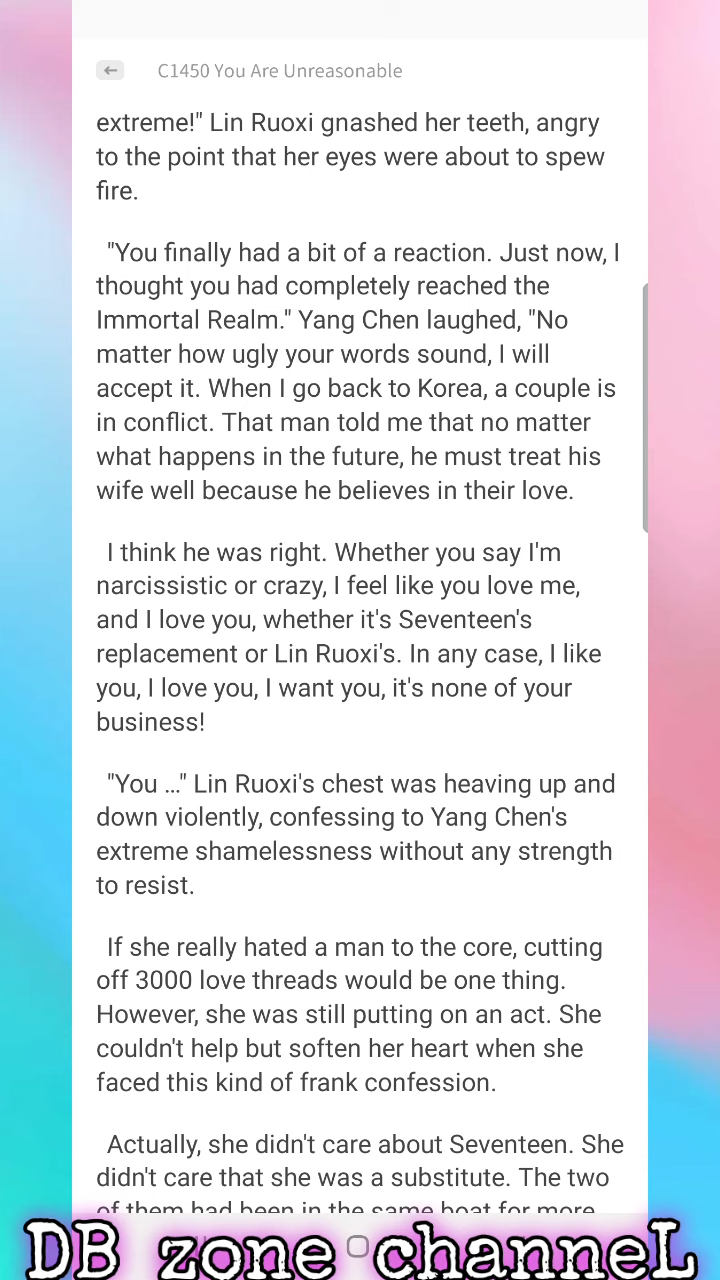 C1450 You Are Unreasonable
extreme!" Lin Ruoxi gnashed her teeth, angry
to the point that her eyes were about to spew
fire.
"You finally had a bit of a reaction. Just now, I
thought you had completely reached the
Immortal Realm." Yang Chen laughed, "No
matter how ugly your words sound, I will
accept it. When I go back to Korea, a couple is
in conflict. That man told me that no matter
what happens in the future, he must treat his
wife well because he believes in their love.
I think he was right. Whether you say I'm
narcissistic or crazy, I feel like you love me,
and I love you, whether it's Seventeen's
replacement or Lin Ruoxi's. In any case, I like
you, I love you, I want you, it's none of your
business!
"You ..." Lin Ruoxi's chest was heaving up and
down violently, confessing to Yang Chen's
extreme shamelessness without any strength
to resist.
If she really hated a man to the core, cutting
off 3000 love threads would be one thing.
However, she was still putting on an act. She
couldn't help but soften her heart when she
faced this kind of frank confession.
Actually, she didn't care about Seventeen. She
didn't care that she was a substitute. The two
of them had been in the same boat for more
DB zone channeL